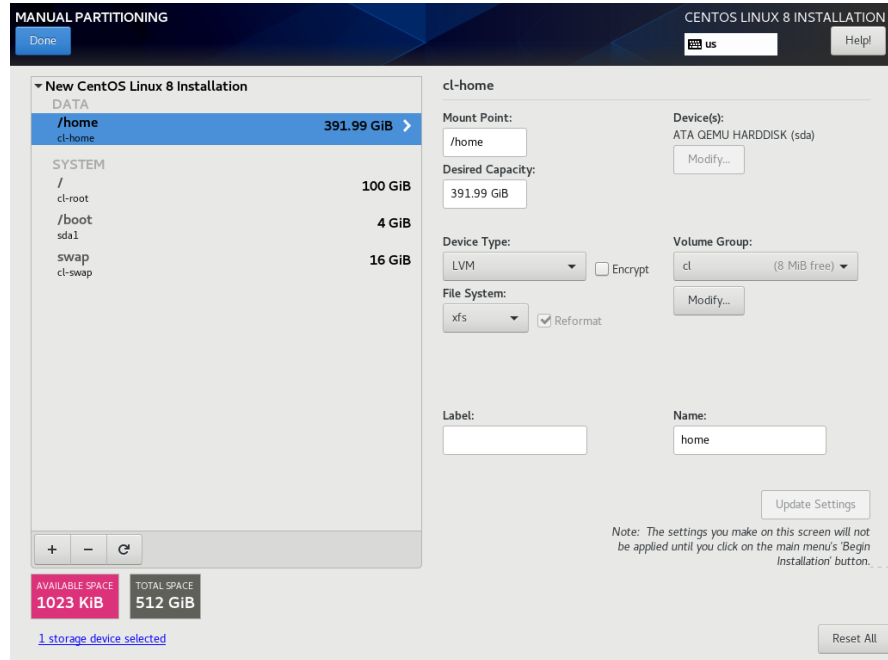 MANUAL PARTITIONING
CENTOS LINUX 8 INSTALLATION
Done
us
Help!
New CentOS Linux 8 Installation
DATA
/home
391.99 GiB
cl-home
SYSTEM
/
100 GiB
cl-root
/boot
4 GiB
sda1
swap
16 GiB
cl-swap
+ −
AVAILABLE SPACE
1023 KiB
TOTAL SPACE
512 GiB
1 storage device selected
cl-home
Mount Point:
/home
Desired Capacity:
391.99 GiB
Device(s):
ATA QEMU HARDDISK (sda)
Modify...
Device Type:
LVM
Encrypt
Volume Group:
cl (8 MiB free)
Modify...
File System:
xfs
Reformat
Label:
Name:
home
Update Settings
Note: The settings you make on this screen will not
be applied until you click on the main menu's 'Begin
Installation' button.
Reset All